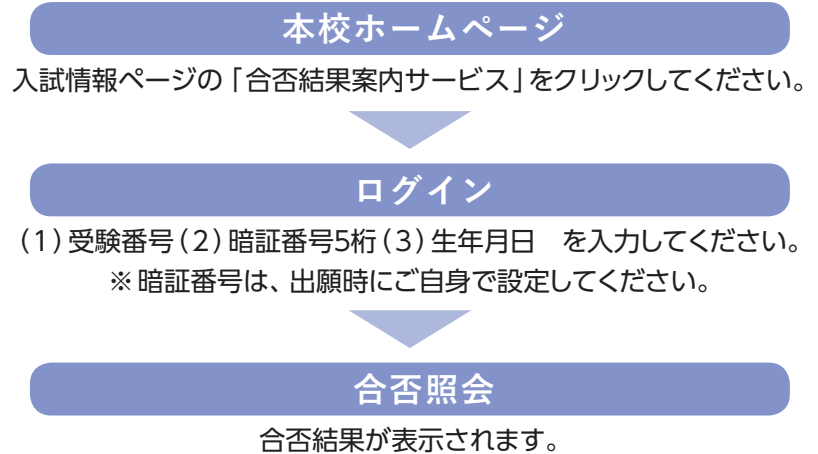 本校ホームページ
入試情報ページの「合否結果案内サービス」をクリックしてください。
ログイン
(1)受験番号(2)暗証番号5桁(3)生年月日　を入力してください。
※暗証番号は、出願時にご自身で設定してください。
合否照会
合否結果が表示されます。